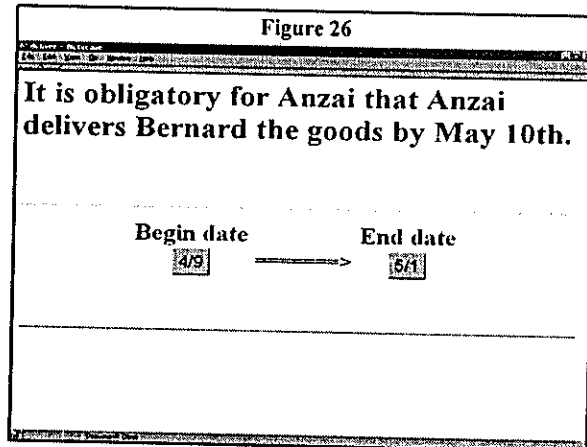 Figure 26
It is obligatory for Anzai that Anzai
delivers Bernard the goods by May 10th.
Begin date End date
4/9 =======> 5/1